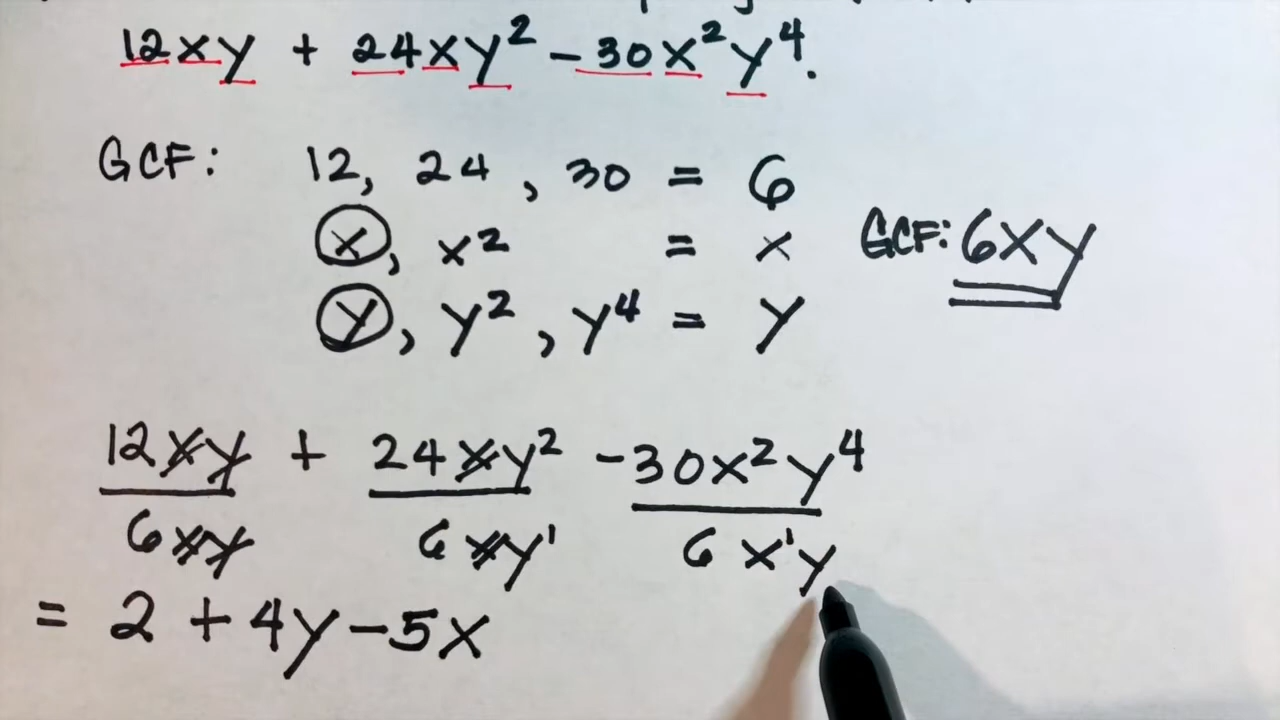 12xy + 24xy² - 30x²y⁴.
GCF: 12, 24, 30 = 6
x, x² = x
GCF: 6xy
y, y², y⁴ = y
12xy + 24xy² - 30x²y⁴
6xy 6xy¹ 6x¹y
= 2 + 4y - 5x